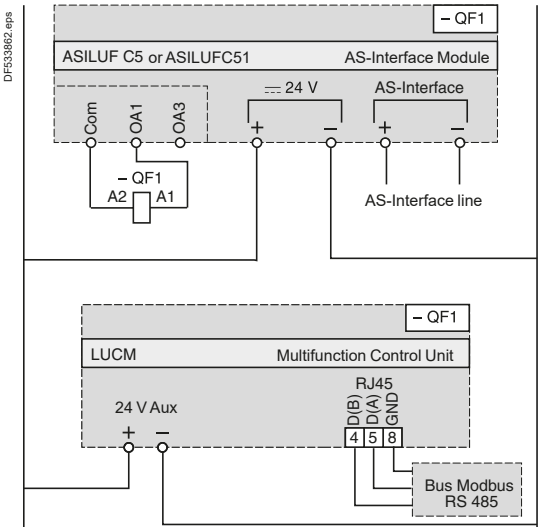 DF533862.eps
– QF1
ASILUF C5 or ASILUFC51 AS-Interface Module
24 V AS-Interface
Com OA1 OA3 + – + –
– QF1
A2 A1
AS-Interface line
– QF1
LUCM Multifunction Control Unit
RJ45
24 V Aux D(B) D(A) GND
+ – 4 5 8
Bus Modbus
RS 485